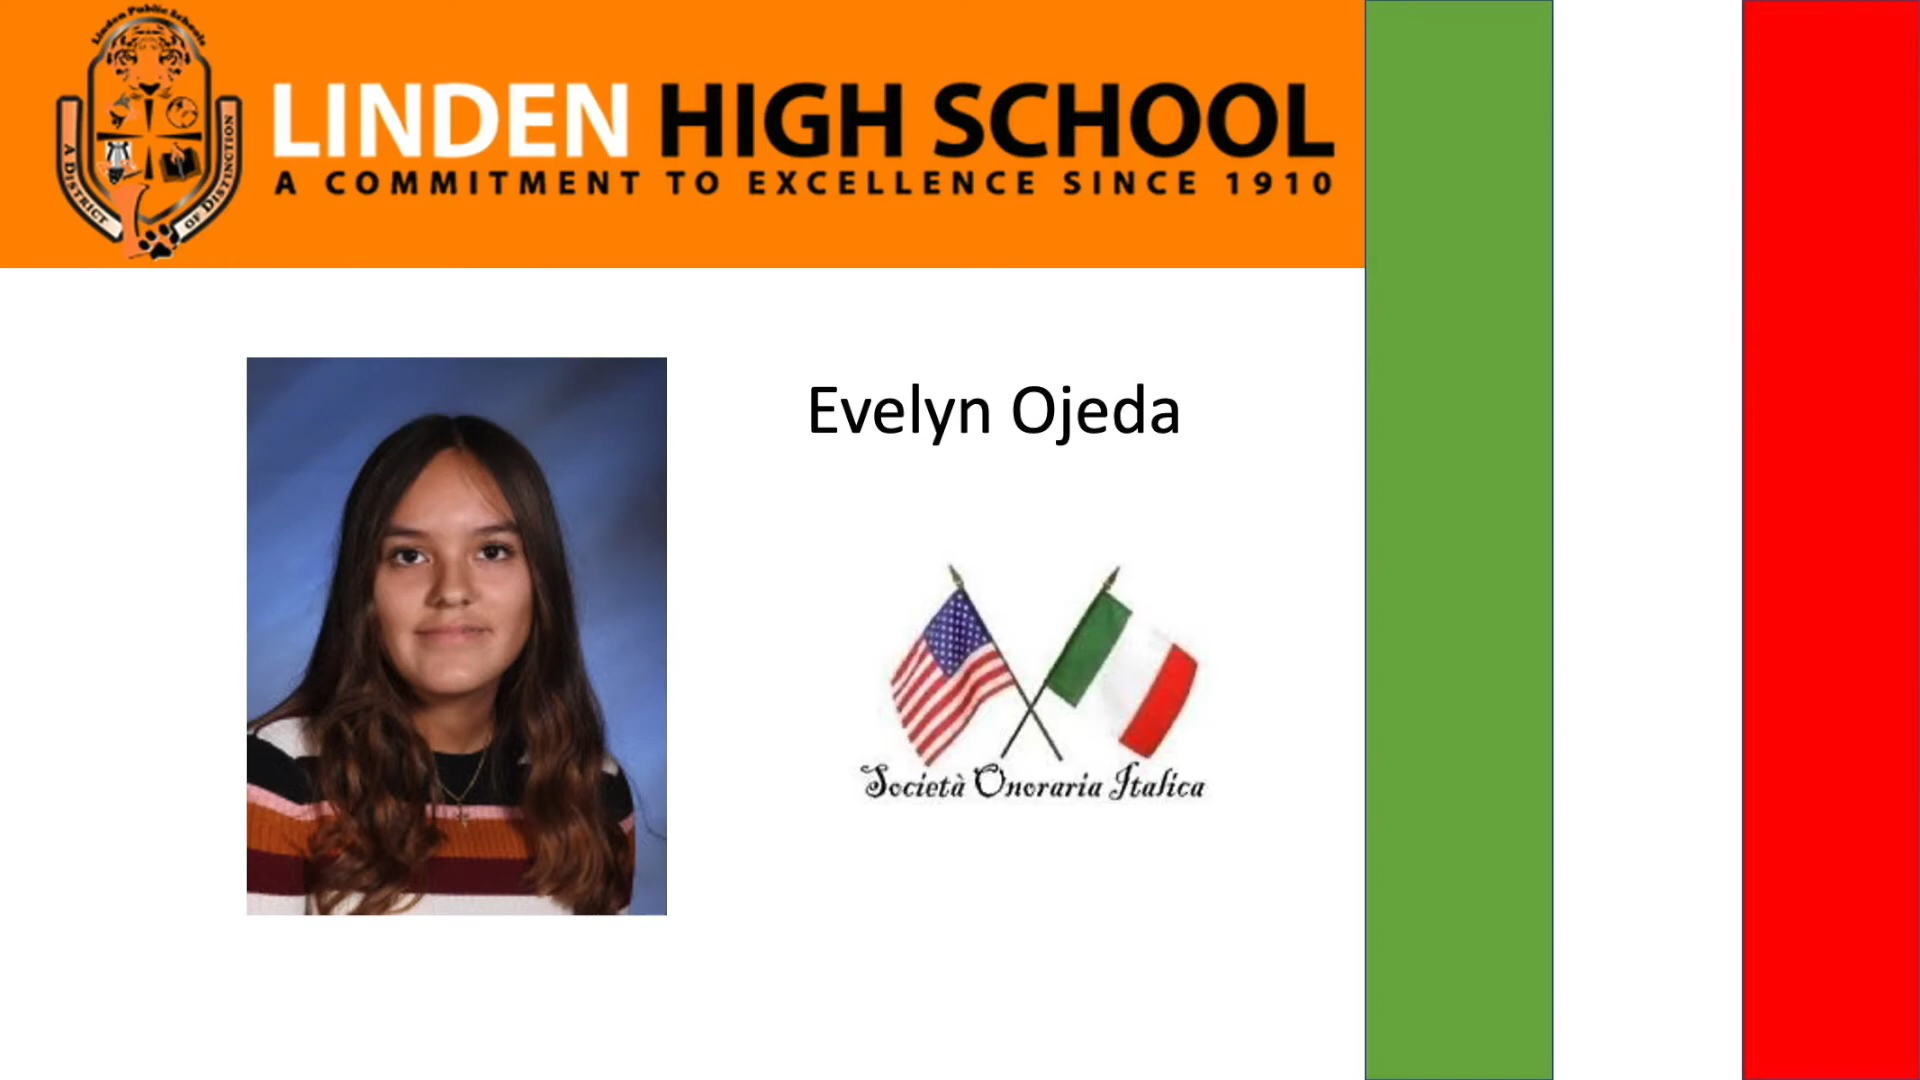 Linden Public Schools
A DISTRICT OF DISTINCTION
LINDEN HIGH SCHOOL
A COMMITMENT TO EXCELLENCE SINCE 1910
Evelyn Ojeda
Società Onoraria Italica